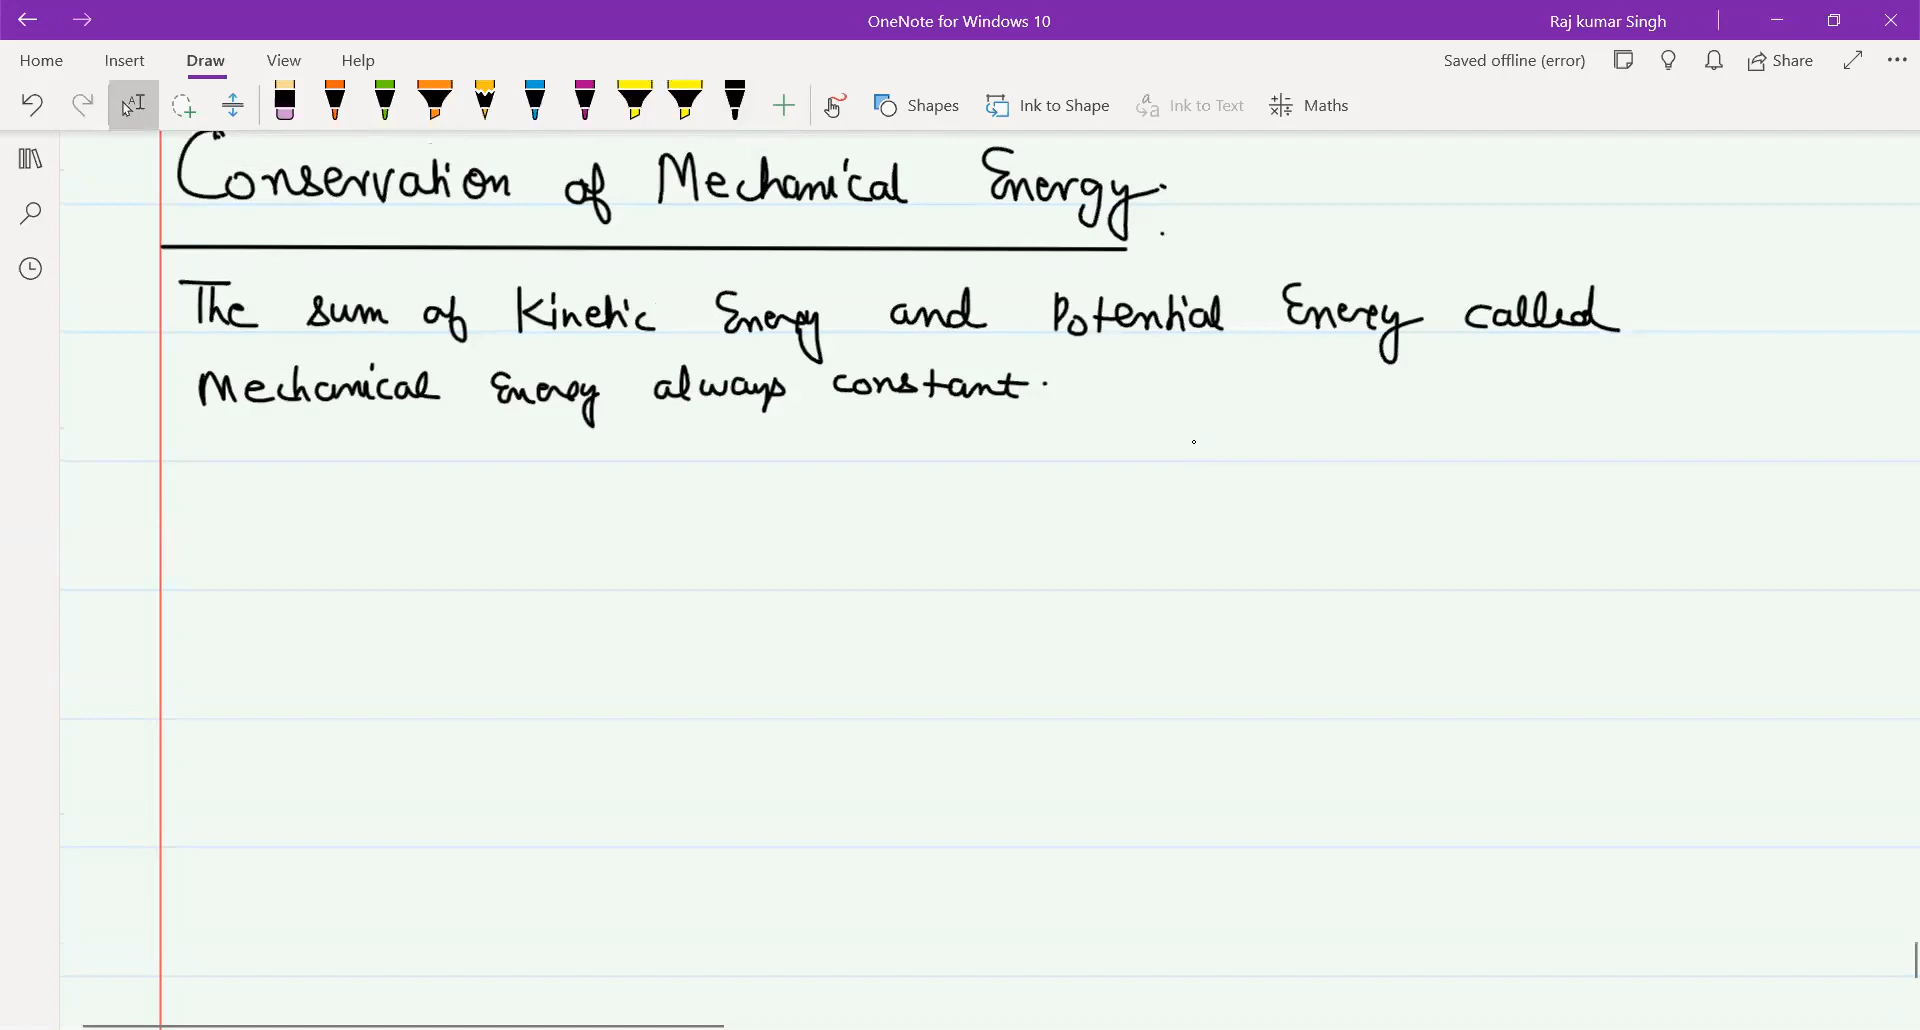 OneNote for Windows 10
Raj kumar Singh
Home Insert Draw View Help
Saved offline (error)
Share
Shapes Ink to Shape Ink to Text Maths
Conservation of Mechanical Energy:
The sum of Kinetic Energy and Potential Energy called
Mechanical Energy always constant.